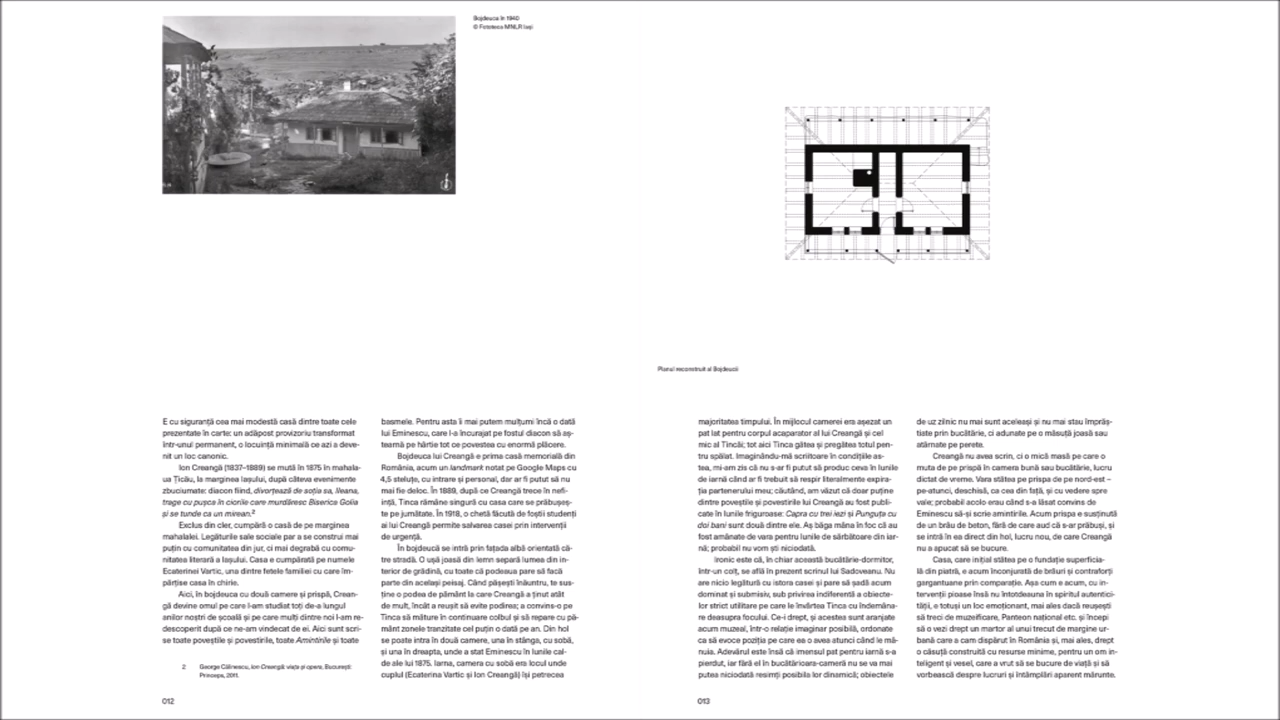 Bojdeuca în 1940
© Fototeca MNLR Iași
Planul reconstruit al Bojdeucii
E cu siguranță cea mai modestă casă dintre toate cele
prezentate în carte: un adăpost provizoriu transformat
într-unul permanent, o locuință minimală ce azi a deve-
nit un loc canonic.
Ion Creangă (1837–1889) se mută în 1875 în mahala-
ua Țicău, la marginea Iașului, după câteva evenimente
zbuciumate: diacon fiind, divorțează de soția sa, Ileana,
trage cu pușca în ciorile care murdăresc Biserica Golia
și se tunde ca un mirean.²
Exclus din cler, cumpără o casă de pe marginea
mahalalei. Legăturile sale sociale par a se construi mai
puțin cu comunitatea din jur, ci mai degrabă cu comu-
nitatea literară a Iașului. Casa e cumpărată pe numele
Ecaterinei Vartic, una dintre fetele familiei cu care îm-
părțise casa în chirie.
Aici, în bojdeuca cu două camere și prispă, Crean-
gă devine omul pe care l-am studiat toți de-a lungul
anilor noștri de școală și pe care mulți dintre noi l-am re-
descoperit după ce ne-am vindecat de ei. Aici sunt scri-
se toate poveștile și povestirile, toate Amintirile și toate
2 George Călinescu, Ion Creangă: viața și opera, București:
Princeps, 2011.
012
basmele. Pentru asta îi mai putem mulțumi încă o dată
lui Eminescu, care l-a încurajat pe fostul diacon să aș-
tearnă pe hârtie tot ce povestea cu enormă plăcere.
Bojdeuca lui Creangă e prima casă memorială din
România, acum un landmark notat pe Google Maps cu
4,5 steluțe, cu intrare și personal, dar ar fi putut să nu
mai fie deloc. În 1889, după ce Creangă trece în nefi-
ință, Tinca rămâne singură cu casa care se prăbușeș-
te pe jumătate. În 1918, o chetă făcută de foștii studenți
ai lui Creangă permite salvarea casei prin intervenții
de urgență.
În bojdeucă se intră prin fațada albă orientată că-
tre stradă. O ușă joasă din lemn separă lumea din in-
terior de grădină, cu toate că podeaua pare să facă
parte din același peisaj. Când pășești înăuntru, te sus-
ține o podea de pământ la care Creangă a ținut atât
de mult, încât a reușit să evite podirea; a convins-o pe
Tinca să măture în continuare colbul și să repare cu pă-
mânt zonele tranzitate cel puțin o dată pe an. Din hol
se poate intra în două camere, una în stânga, cu sobă,
și una în dreapta, unde a stat Eminescu în lunile cal-
de ale lui 1875. Iarna, camera cu sobă era locul unde
cuplul (Ecaterina Vartic și Ion Creangă) își petrecea
majoritatea timpului. În mijlocul camerei era așezat un
pat lat pentru corpul acaparator al lui Creangă și cel
mic al Tincăi; tot aici Tinca gătea și pregătea totul pen-
tru spălat. Imaginându-mă scriitoare în condițiile as-
tea, mi-am zis că nu s-ar fi putut să produc ceva în lunile
de iarnă când ar fi trebuit să respir literalmente expira-
ția partenerului meu; căutând, am văzut că doar puține
dintre poveștile și povestirile lui Creangă au fost publi-
cate în lunile friguroase: Capra cu trei iezi și Punguța cu
doi bani sunt două dintre ele. Aș băga mâna în foc că au
fost amânate de vara pentru lunile de sărbătoare din iar-
nă; probabil nu vom ști niciodată.
Ironic este că, în chiar această bucătărie-dormitor,
într-un colț, se află în prezent scrinul lui Sadoveanu. Nu
are nicio legătură cu istora casei și pare să șadă acum
dominat și submisiv, sub privirea indiferentă a obiecte-
lor strict utilitare pe care le învârtea Tinca cu îndemâna-
re deasupra focului. Ce-i drept, și acestea sunt aranjate
acum muzeal, într-o relație imaginar posibilă, ordonate
ca să evoce poziția pe care ea o avea atunci când le mâ-
nuia. Adevărul este însă că imensul pat pentru iarnă s-a
pierdut, iar fără el în bucătărioara-cameră nu se va mai
putea niciodată resimți posibila lor dinamică; obiectele
013
de uz zilnic nu mai sunt aceleași și nu mai stau împrăș-
tiate prin bucătărie, ci adunate pe o măsuță joasă sau
atârnate pe perete.
Creangă nu avea scrin, ci o mică masă pe care o
muta de pe prispă în camera bună sau bucătărie, lucru
dictat de vreme. Vara stătea pe prispa de pe nord-est –
pe-atunci, deschisă, ca cea din față, și cu vedere spre
vale; probabil acolo erau când s-a lăsat convins de
Eminescu să-și scrie amintirile. Acum prispa e susținută
de un brâu de beton, fără de care aud că s-ar prăbuși, și
se intră în ea direct din hol, lucru nou, de care Creangă
nu a apucat să se bucure.
Casa, care inițial stătea pe o fundație superficia-
lă din piatră, e acum înconjurată de brâuri și contraforți
gargantuane prin comparație. Așa cum e acum, cu in-
tervenții pioase însă nu întotdeauna în spiritul autentici-
tății, e totuși un loc emoționant, mai ales dacă reușești
să treci de muzeificare, Panteon național etc. și începi
să o vezi drept un martor al unui trecut de margine ur-
bană care a cam dispărut în România și, mai ales, drept
o căsuță construită cu resurse minime, pentru un om in-
teligent și vesel, care a vrut să se bucure de viață și să
vorbească despre lucruri și întâmplări aparent mărunte.